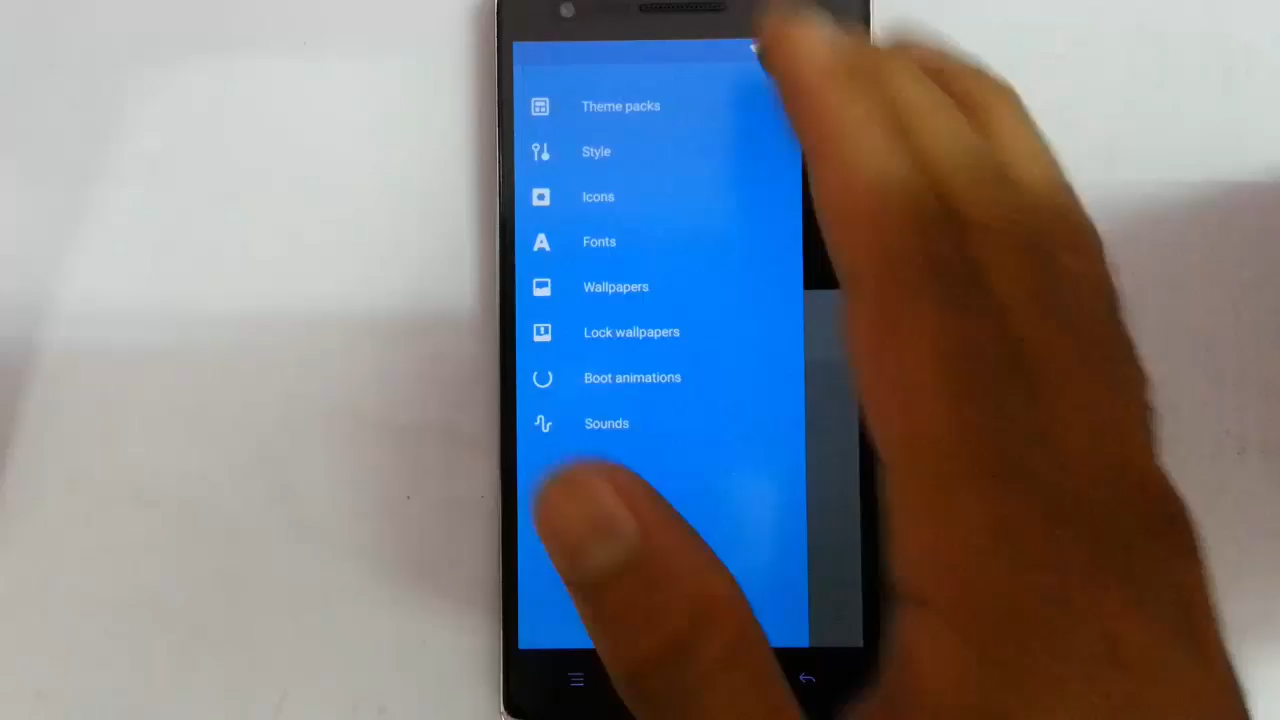 Theme packs
Style
Icons
Fonts
Wallpapers
Lock wallpapers
Boot animations
Sounds